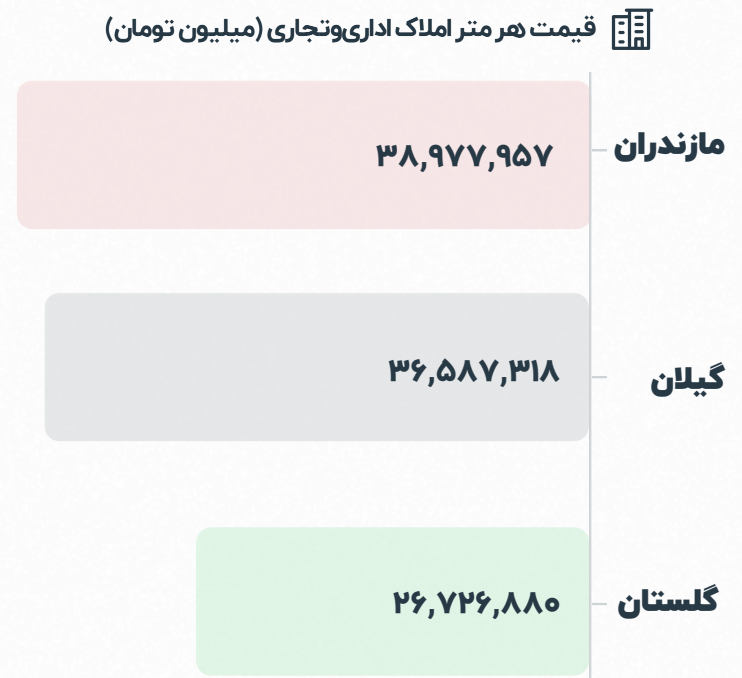 قیمت هر متر املاک اداری‌وتجاری (میلیون تومان)
مازندران
۳۸,۹۷۷,۹۵۷
گیلان
۳۶,۵۸۷,۳۱۸
گلستان
۲۶,۷۲۶,۸۸۰